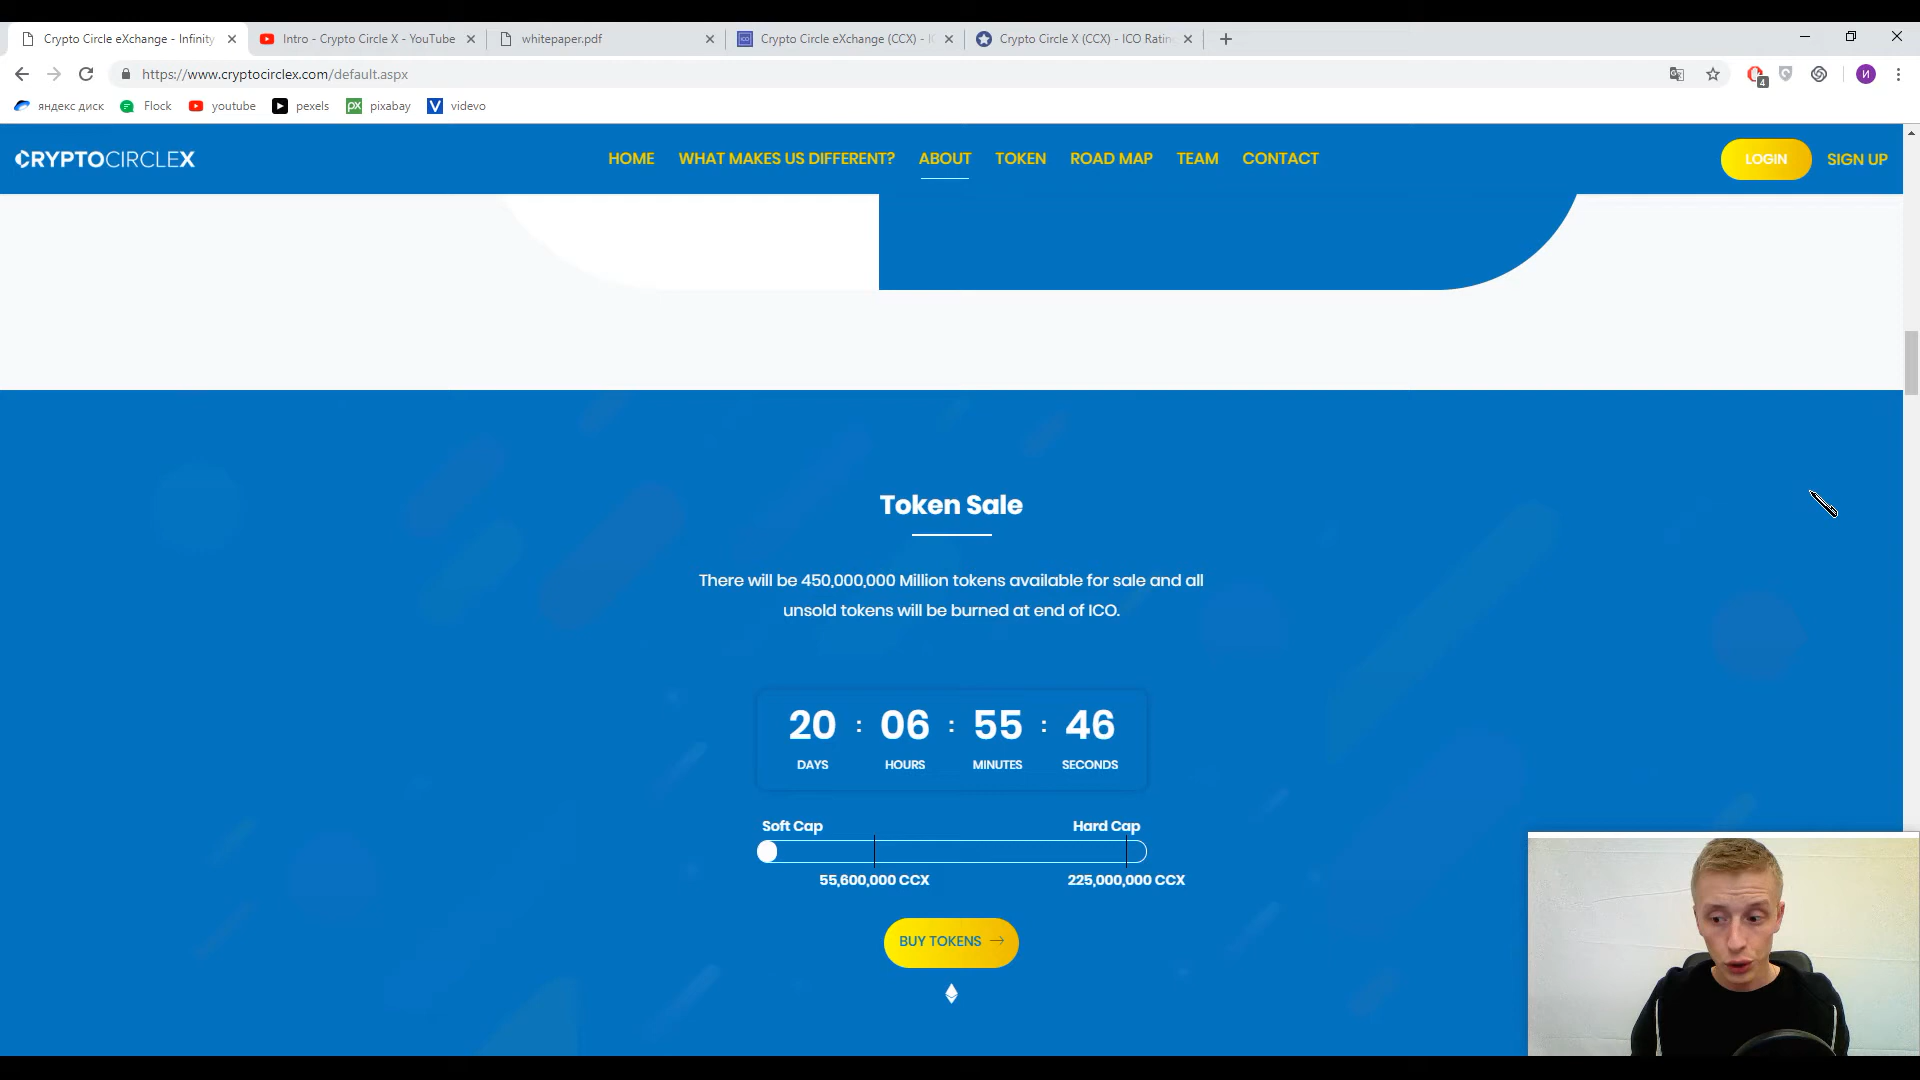 Crypto Circle eXchange - Infinity
Intro - Crypto Circle X - YouTube
whitepaper.pdf
Crypto Circle eXchange (CCX) - IC
Crypto Circle X (CCX) - ICO Ratin
https://www.cryptocirclex.com/default.aspx
4
И
яндекс диск
Flock
youtube
px
pexels
pixabay
V
videvo
CRYPTOCIRCLEX
HOME
WHAT MAKES US DIFFERENT?
ABOUT
TOKEN
ROAD MAP
TEAM
CONTACT
LOGIN
SIGN UP
Token Sale
There will be 450,000,000 Million tokens available for sale and all
unsold tokens will be burned at end of ICO.
20 : 06 : 55 : 46
DAYS HOURS MINUTES SECONDS
Soft Cap Hard Cap
55,600,000 CCX 225,000,000 CCX
BUY TOKENS